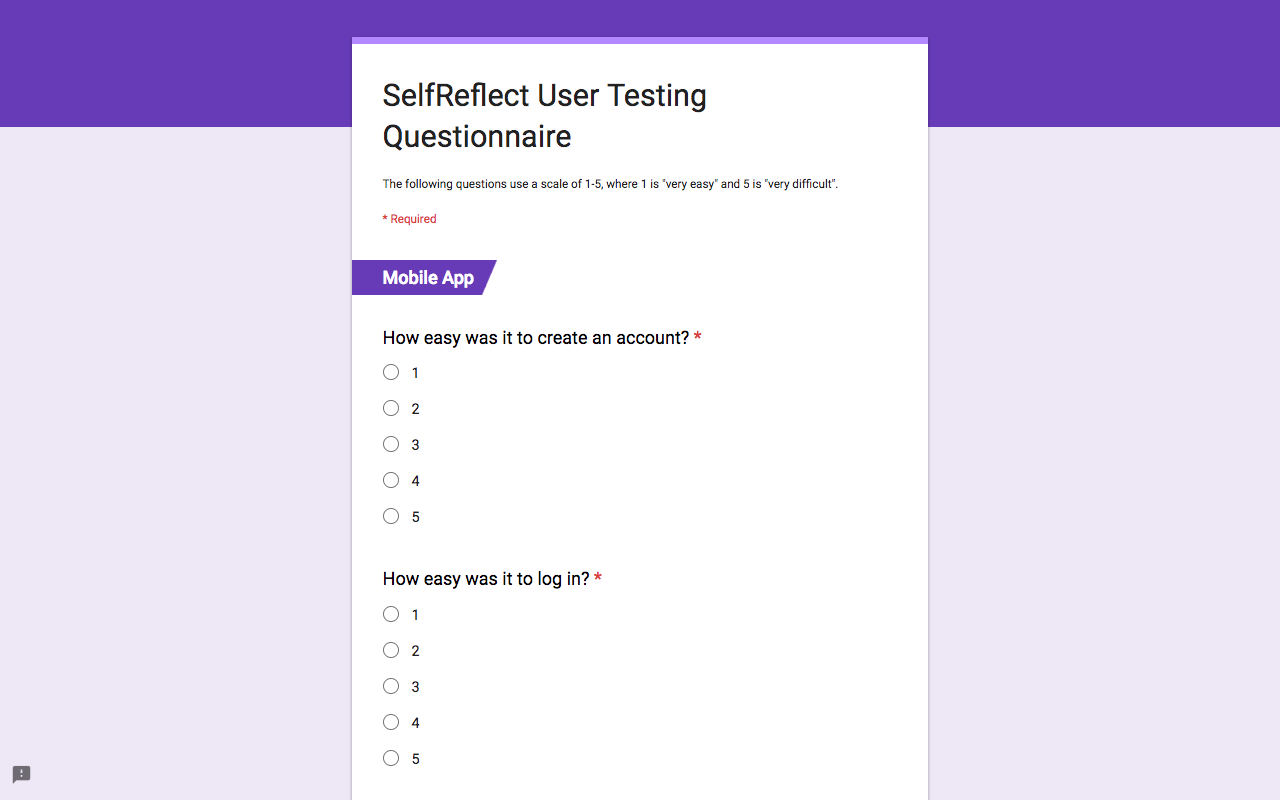 SelfReflect User Testing
Questionnaire
The following questions use a scale of 1-5, where 1 is "very easy" and 5 is "very difficult".
* Required
Mobile App
How easy was it to create an account? *
1
2
3
4
5
How easy was it to log in? *
1
2
3
4
5